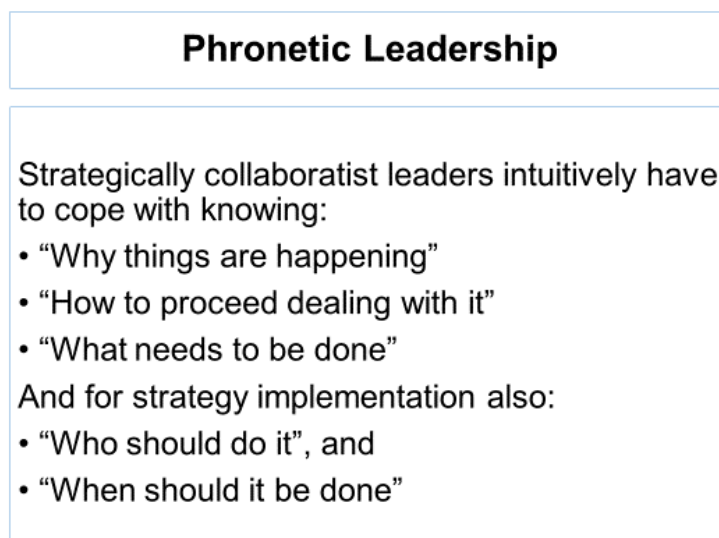 Phronetic Leadership
Strategically collaboratist leaders intuitively have
to cope with knowing:
• “Why things are happening”
• “How to proceed dealing with it”
• “What needs to be done”
And for strategy implementation also:
• “Who should do it”, and
• “When should it be done”